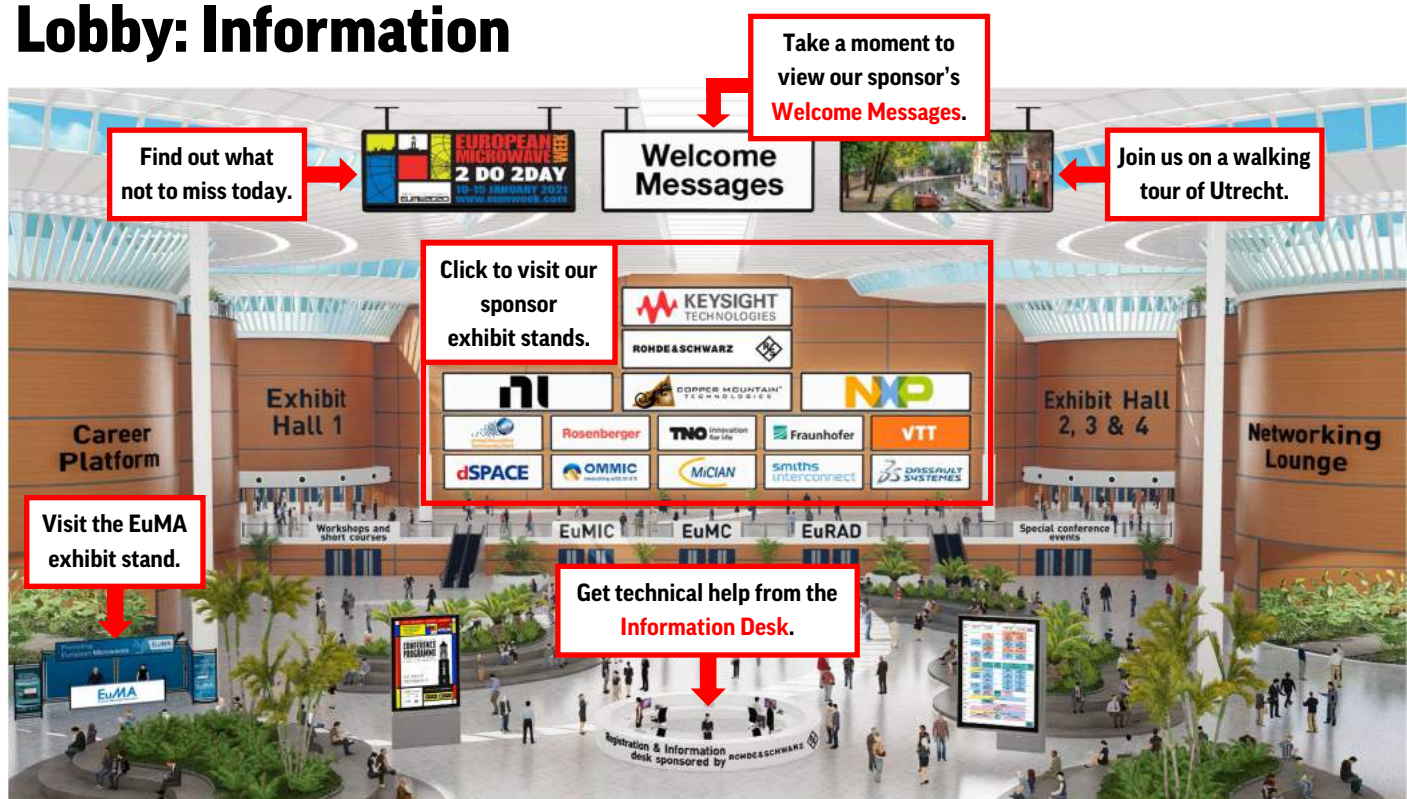 Lobby: Information
Take a moment to
view our sponsor's
Welcome Messages.
Find out what
not to miss today.
EUROPEAN
MICROWAVE
WEEK
2 DO 2DAY
10-15 JANUARY 2021
www.eumweek.com
Welcome
Messages
Join us on a walking
tour of Utrecht.
Click to visit our
sponsor
exhibit stands.
KEYSIGHT
TECHNOLOGIES
ROHDE & SCHWARZ
R S
ni
COPPER MOUNTAIN
TECHNOLOGIES
NXP
Rosenberger
TNO innovation
for life
Fraunhofer
VTT
dSPACE
OMMIC
MiCIAN
smiths
interconnect
DASSAULT
SYSTEMES
Career
Platform
Exhibit
Hall 1
Exhibit Hall
2, 3 & 4
Networking
Lounge
Visit the EuMA
exhibit stand.
Workshops and
short courses
EuMIC
EuMC
EuRAD
Special conference
events
Get technical help from the
Information Desk.
Promoting
European Microwaves
EuMA
EuMA
CONFERENCE
PROGRAMME
Registration & Information
desk sponsored by ROHDE & SCHWARZ